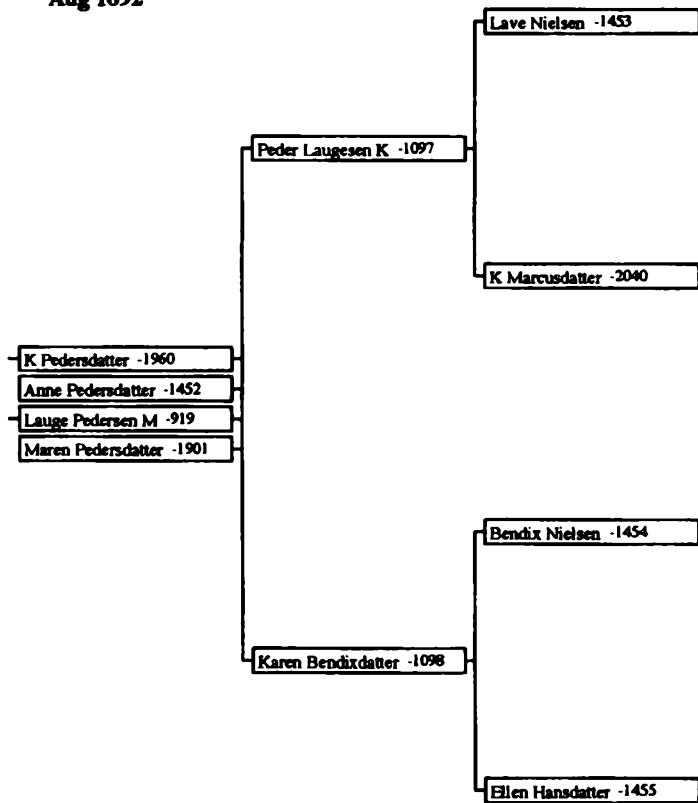 Aug 1692
Lave Nielsen -1453
Peder Laugesen K -1097
K Marcusdatter -2040
K Pedersdatter -1960
Anne Pedersdatter -1452
Lauge Pedersen M -919
Maren Pedersdatter -1901
Bendix Nielsen -1454
Karen Bendixdatter -1098
Ellen Hansdatter -1455